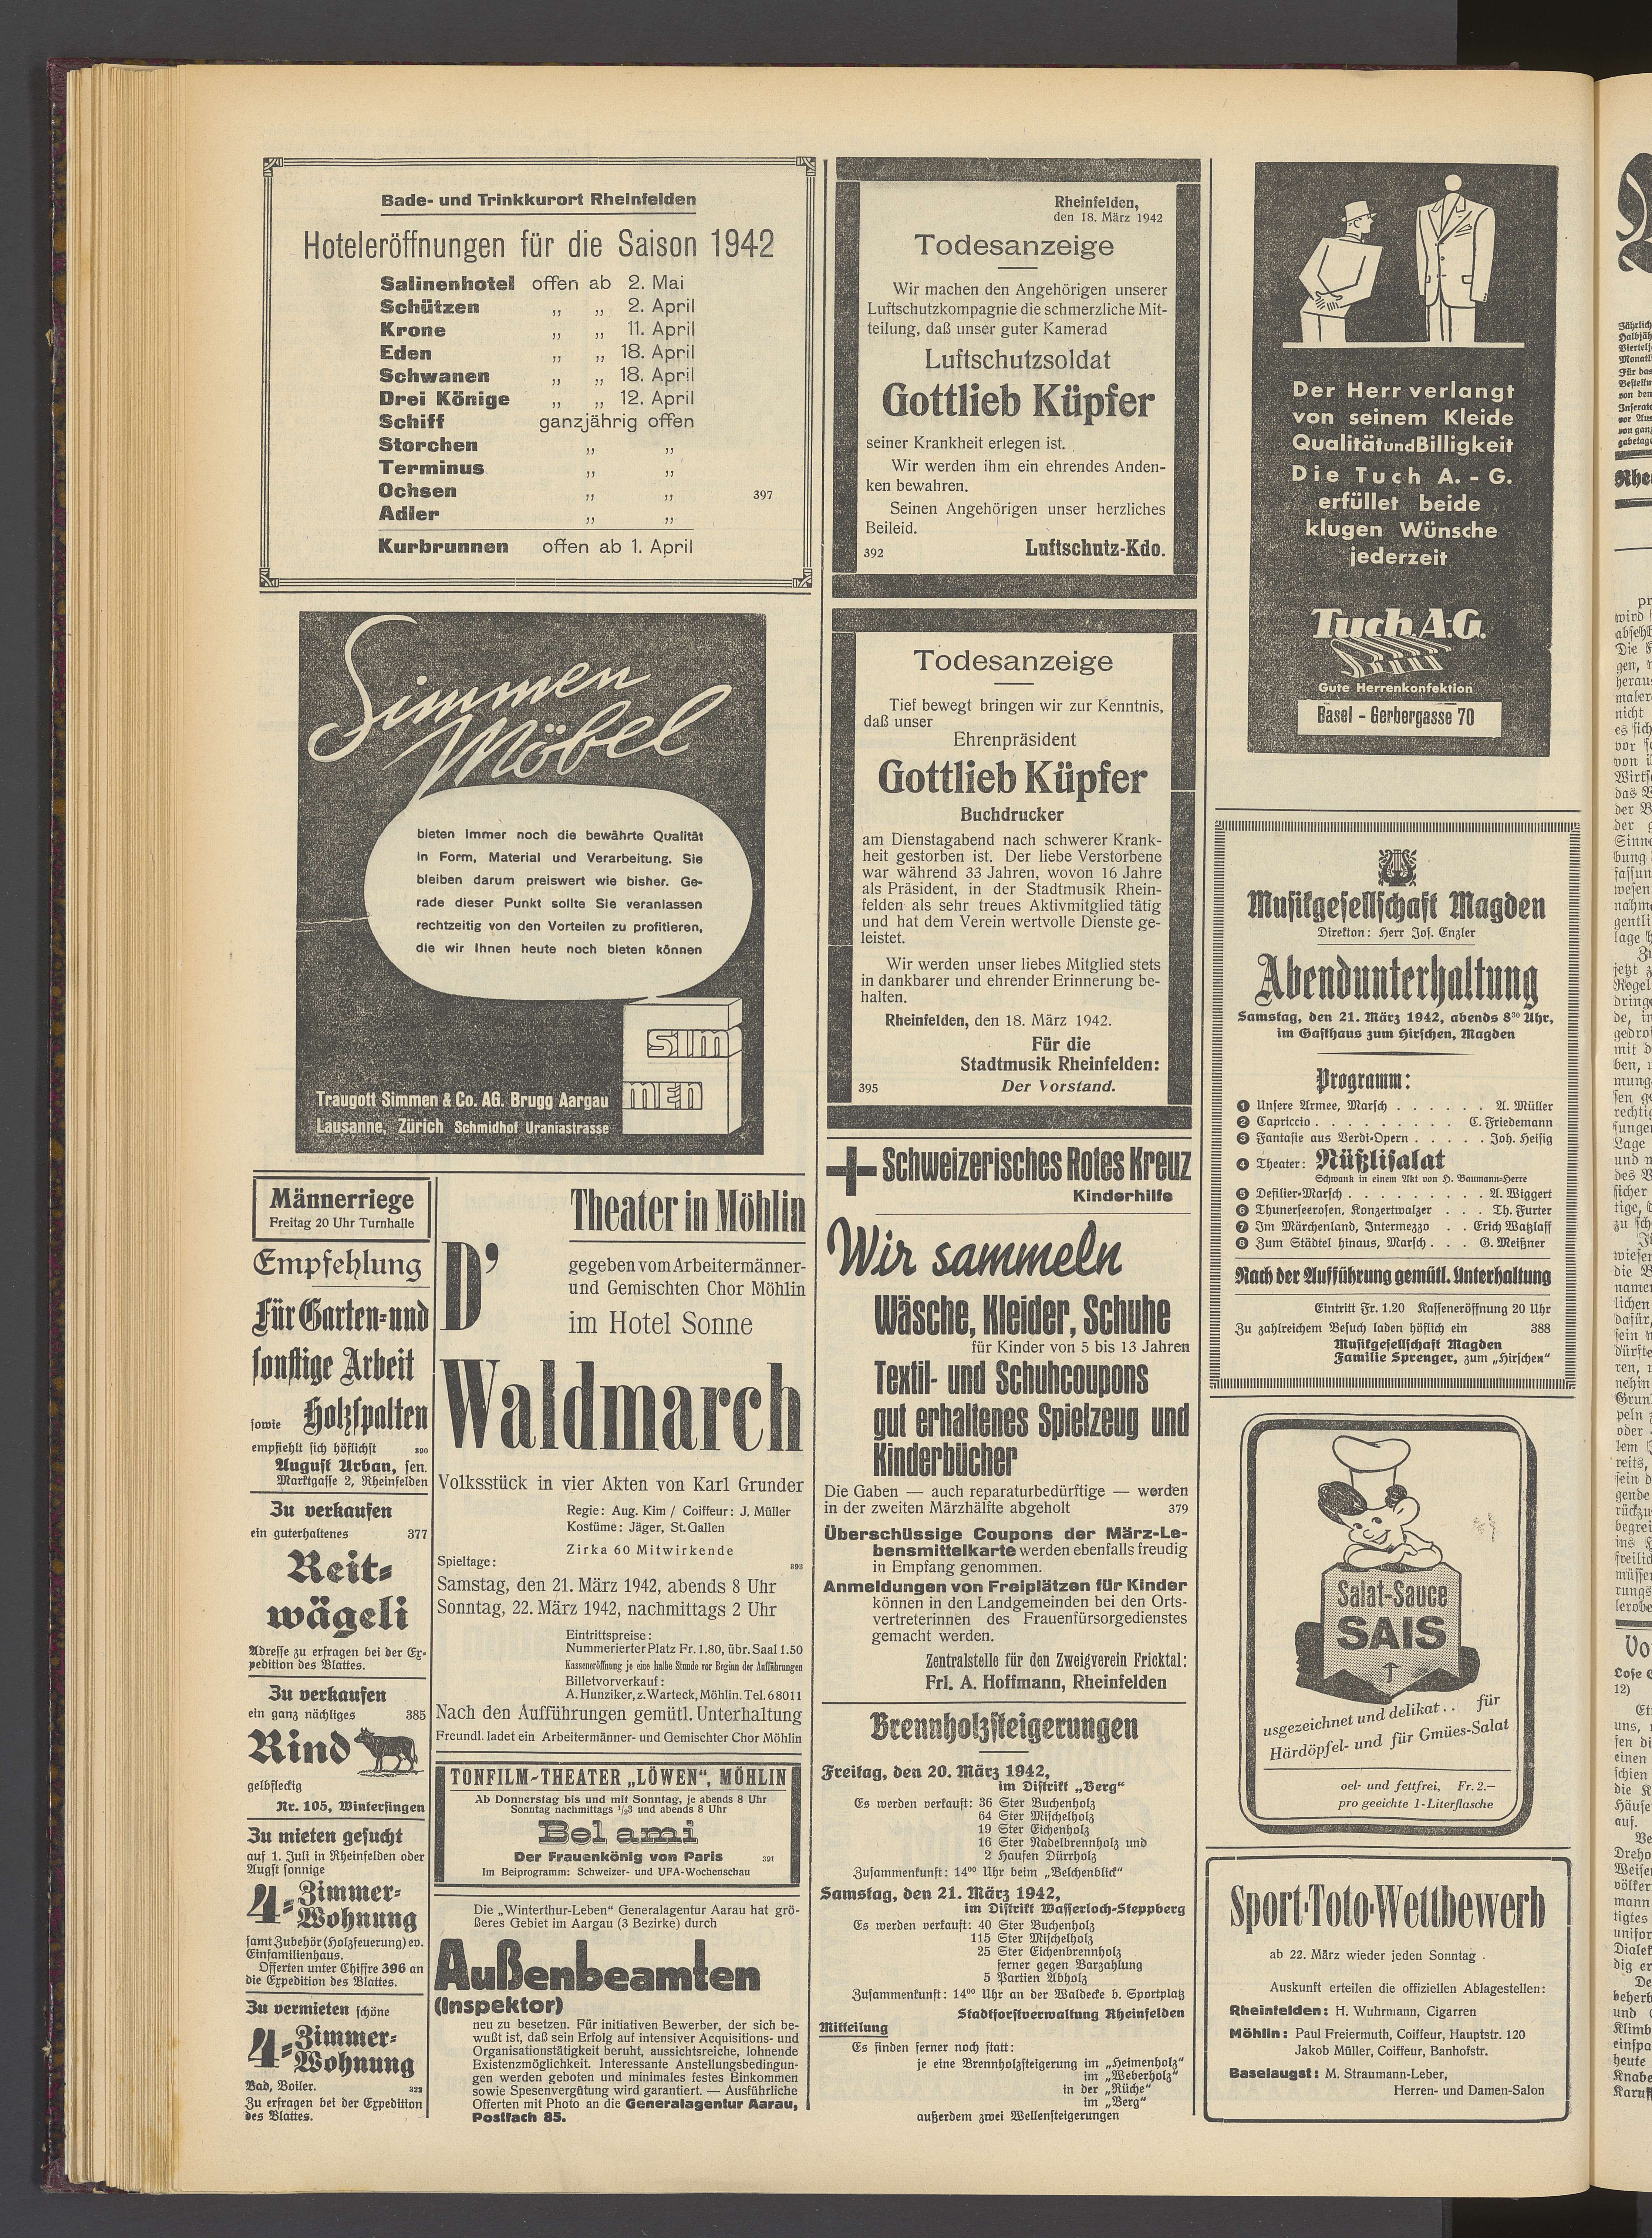 Bade- und Trinkkurort Rheinfelden
Hoteleröffnungen für die Saison 1942
Salinenhotel offen ab 2. Mai
Schützen „ „ 2. April
Krone „ „ 11. April
Eden „ „ 18. April
Schwanen „ „ 18. April
Drei Könige „ „ 12. April
Schiff ganzjährig offen
Storchen „ „
Terminus „ „
Ochsen „ „ 397
Adler „ „
Kurbrunnen offen ab 1. April
Simmen
Möbel
bieten immer noch die bewährte Qualität
in Form, Material und Verarbeitung. Sie
bleiben darum preiswert wie bisher. Ge-
rade dieser Punkt sollte Sie veranlassen
rechtzeitig von den Vorteilen zu profitieren,
die wir Ihnen heute noch bieten können
SIM
MEN
Traugott Simmen & Co. AG. Brugg Aargau
Lausanne, Zürich Schmidhof Uraniastrasse
Männerriege
Freitag 20 Uhr Turnhalle
Empfehlung
Für Garten- und
sonstige Arbeit
sowie Holzspalten
empfiehlt sich höflichst 390
August Urban, sen.
Marktgasse 2, Rheinfelden
Zu verkaufen
ein guterhaltenes 377
Reit-
wägeli
Adresse zu erfragen bei der Ex-
pedition des Blattes.
Zu verkaufen
ein ganz nächliges 385
Rind
gelbfleckig
Nr. 105, Wintersingen
Zu mieten gesucht
auf 1. Juli in Rheinfelden oder
Augst sonnige
4-Zimmer-
Wohnung
samt Zubehör (Holzfeuerung) ev.
Einfamilienhaus.
Offerten unter Chiffre 396 an
die Expedition des Blattes.
Zu vermieten schöne
4-Zimmer-
Wohnung
Bad, Boiler. 322
Zu erfragen bei der Expedition
des Blattes.
Theater in Möhlin
D’
gegeben vom Arbeitermänner-
und Gemischten Chor Möhlin
im Hotel Sonne
Waldmarch
Volksstück in vier Akten von Karl Grunder
Regie: Aug. Kim / Coiffeur: J. Müller
Kostüme: Jäger, St. Gallen
Zirka 60 Mitwirkende
Spieltage: 393
Samstag, den 21. März 1942, abends 8 Uhr
Sonntag, 22. März 1942, nachmittags 2 Uhr
Eintrittspreise:
Nummerierter Platz Fr. 1.80, übr. Saal 1.50
Kasseneröffnung je eine halbe Stunde vor Beginn der Aufführungen
Billetvorverkauf:
A. Hunziker, z. Warteck, Möhlin. Tel. 68011
Nach den Aufführungen gemütl. Unterhaltung
Freundl. ladet ein Arbeitermänner- und Gemischter Chor Möhlin
TONFILM-THEATER „LÖWEN“, MÖHLIN
Ab Donnerstag bis und mit Sonntag, je abends 8 Uhr
Sonntag nachmittags ½3 und abends 8 Uhr
Bel ami
Der Frauenkönig von Paris 391
Im Beiprogramm: Schweizer- und UFA-Wochenschau
Die „Winterthur-Leben“ Generalagentur Aarau hat grö-
ßeres Gebiet im Aargau (3 Bezirke) durch
Außenbeamten
(Inspektor)
neu zu besetzen. Für initiativen Bewerber, der sich be-
wußt ist, daß sein Erfolg auf intensiver Acquisitions- und
Organisationstätigkeit beruht, aussichtsreiche, lohnende
Existenzmöglichkeit. Interessante Anstellungsbedingun-
gen werden geboten und minimales festes Einkommen
sowie Spesenvergütung wird garantiert. — Ausführliche
Offerten mit Photo an die Generalagentur Aarau,
Postfach 85.
Rheinfelden,
den 18. März 1942
Todesanzeige
Wir machen den Angehörigen unserer
Luftschutzkompagnie die schmerzliche Mit-
teilung, daß unser guter Kamerad
Luftschutzsoldat
Gottlieb Küpfer
seiner Krankheit erlegen ist.
Wir werden ihm ein ehrendes Anden-
ken bewahren.
Seinen Angehörigen unser herzliches
Beileid.
392 Luftschutz-Kdo.
Todesanzeige
Tief bewegt bringen wir zur Kenntnis,
daß unser
Ehrenpräsident
Gottlieb Küpfer
Buchdrucker
am Dienstagabend nach schwerer Krank-
heit gestorben ist. Der liebe Verstorbene
war während 33 Jahren, wovon 16 Jahre
als Präsident, in der Stadtmusik Rhein-
felden als sehr treues Aktivmitglied tätig
und hat dem Verein wertvolle Dienste ge-
leistet.
Wir werden unser liebes Mitglied stets
in dankbarer und ehrender Erinnerung be-
halten.
Rheinfelden, den 18. März 1942.
Für die
Stadtmusik Rheinfelden:
395 Der Vorstand.
Schweizerisches Rotes Kreuz
Kinderhilfe
Wir sammeln
Wäsche, Kleider, Schuhe
für Kinder von 5 bis 13 Jahren
Textil- und Schuhcoupons
gut erhaltenes Spielzeug und
Kinderbücher
Die Gaben — auch reparaturbedürftige — werden
in der zweiten Märzhälfte abgeholt 379
Überschüssige Coupons der März-Le-
bensmittelkarte werden ebenfalls freudig
in Empfang genommen.
Anmeldungen von Freiplätzen für Kinder
können in den Landgemeinden bei den Orts-
vertreterinnen des Frauenfürsorgedienstes
gemacht werden.
Zentralstelle für den Zweigverein Fricktal:
Frl. A. Hoffmann, Rheinfelden
Brennholzsteigerungen
Freitag, den 20. März 1942,
im Distrikt „Berg“
Es werden verkauft: 36 Ster Buchenholz
64 Ster Mischelholz
19 Ster Eichenholz
16 Ster Nadelbrennholz und
2 Haufen Dürrholz
Zusammenkunft: 14⁰⁰ Uhr beim „Belchenblick“
Samstag, den 21. März 1942,
im Distrikt Wasserloch-Steppberg
Es werden verkauft: 40 Ster Buchenholz
115 Ster Mischelholz
25 Ster Eichenbrennholz
ferner gegen Barzahlung
5 Partien Abholz
Zusammenkunft: 14⁰⁰ Uhr an der Waldecke b. Sportplatz
Stadtforstverwaltung Rheinfelden
Mitteilung
Es finden ferner noch statt:
je eine Brennholzsteigerung im „Heimenholz“
im „Weberholz“
in der „Rüche“
im „Berg“
außerdem zwei Wellensteigerungen
Der Herr verlangt
von seinem Kleide
Qualität und Billigkeit
Die Tuch A.-G.
erfüllet beide
klugen Wünsche
jederzeit
Tuch A.G.
Gute Herrenkonfektion
Basel - Gerbergasse 70
Musikgesellschaft Magden
Direktion: Herr Jos. Enzler
Abendunterhaltung
Samstag, den 21. März 1942, abends 8³⁰ Uhr,
im Gasthaus zum Hirschen, Magden
Programm:
1 Unsere Armee, Marsch . . . . . . A. Müller
2 Capriccio . . . . . . . . . . C. Friedemann
3 Fantasie aus Verdi-Opern . . . . . Joh. Heisig
4 Theater: Nüßlisalat
Schwank in einem Akt von H. Baumann-Herre
5 Defilier-Marsch . . . . . . . . . A. Wiggert
6 Thunerseerosen, Konzertwalzer . . . Th. Furter
7 Im Märchenland, Intermezzo . . Erich Watzlaff
8 Zum Städtel hinaus, Marsch . . . G. Meißner
Nach der Aufführung gemütl. Unterhaltung
Eintritt Fr. 1.20 Kasseneröffnung 20 Uhr
Zu zahlreichem Besuch laden höflich ein 388
Musikgesellschaft Magden
Familie Sprenger, zum „Hirschen“
Salat-Sauce
SAIS
usgezeichnet und delikat . . für
Härdöpfel- und für Gmües-Salat
oel- und fettfrei, Fr. 2.—
pro geeichte 1-Literflasche
Sport-Toto-Wettbewerb
ab 22. März wieder jeden Sonntag
Auskunft erteilen die offiziellen Ablagestellen:
Rheinfelden: H. Wuhrmann, Cigarren
Möhlin: Paul Freiermuth, Coiffeur, Hauptstr. 120
Jakob Müller, Coiffeur, Banhofstr.
Baselaugst: M. Straumann-Leber,
Herren- und Damen-Salon